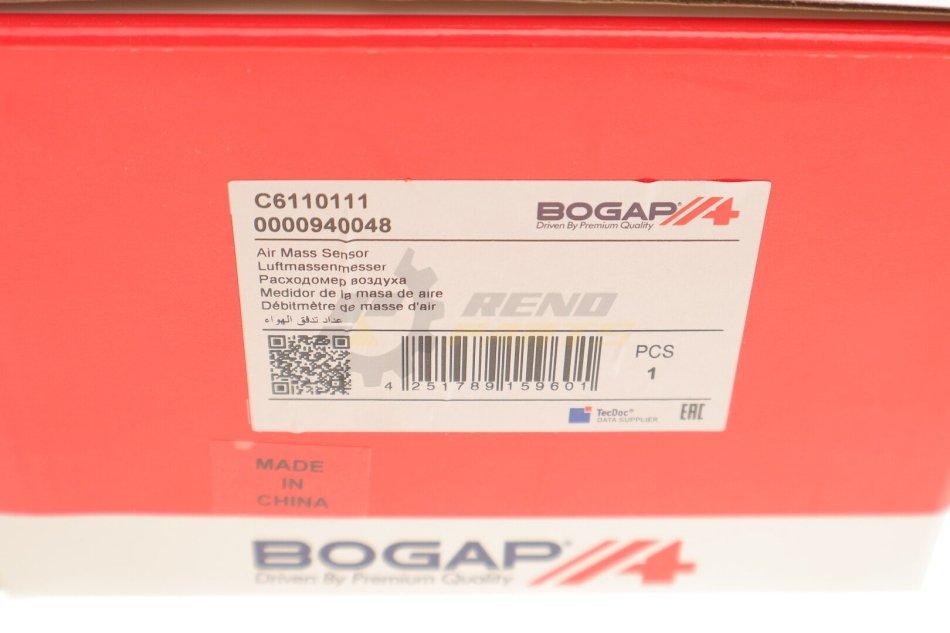 C6110111
0000940048
BOGAP
Driven By Premium Quality
Air Mass Sensor
Luftmassenmesser
Расходомер воздуха
Medidor de la masa de aire
Débitmètre de masse d'air
عداد تدفق الهواء
RENO
PARTS
PCS
1
4 251789 159601
TecDoc®
DATA SUPPLIER
EAC
MADE
IN
CHINA
BOGAP®
Driven By Premium Quality